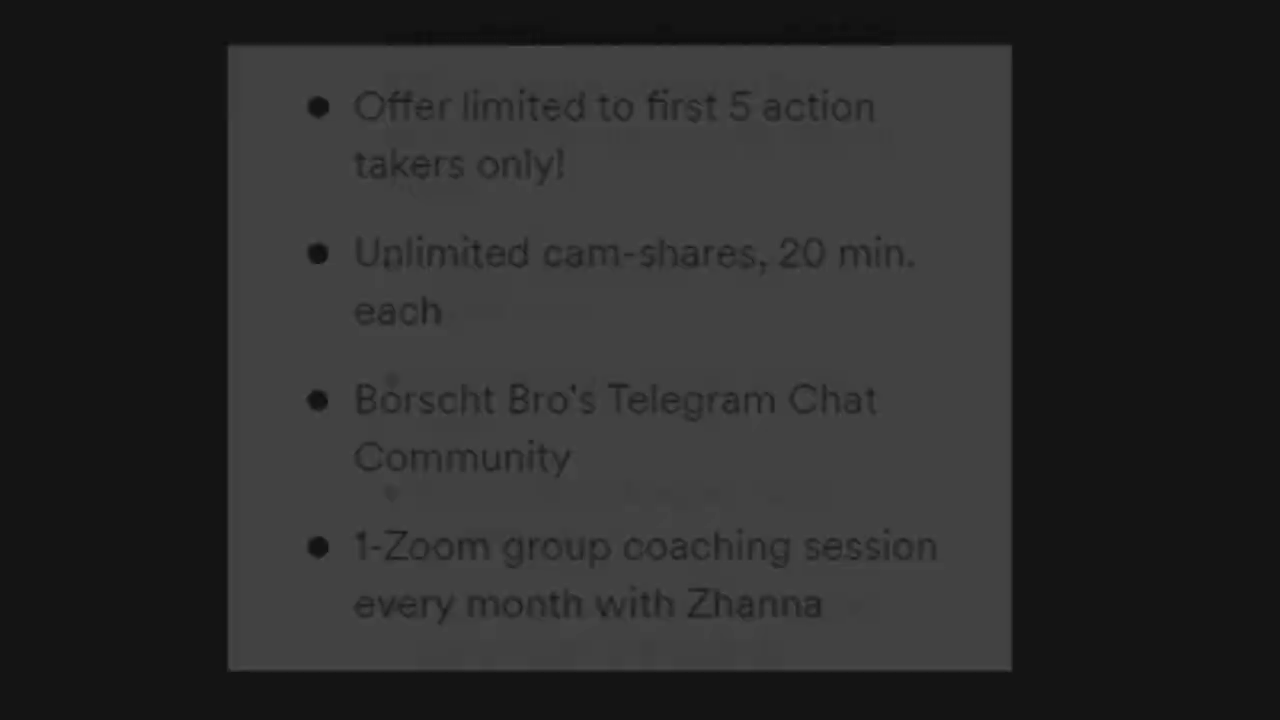 Offer limited to first 5 action
takers only!
Unlimited cam-shares, 20 min.
each
Borscht Bro's Telegram Chat
Community
1-Zoom group coaching session
every month with Zhanna